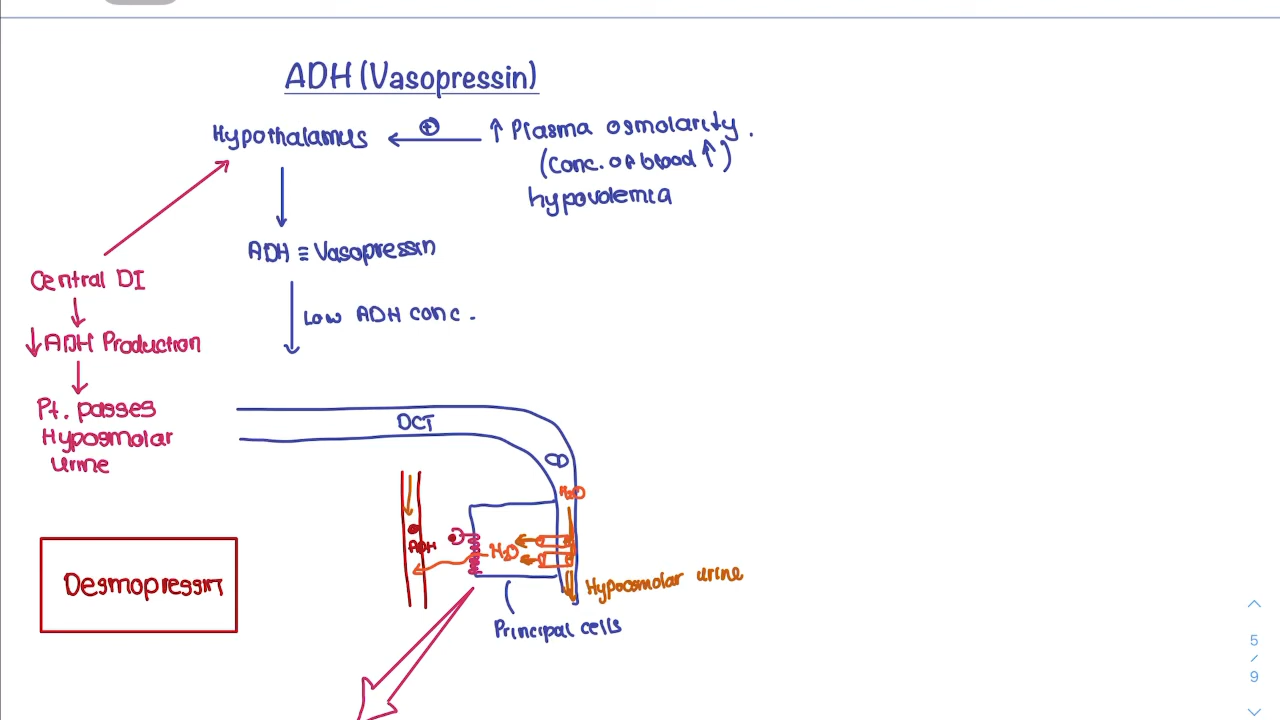 ADH (Vasopressin)
Hypothalamus
⊕
↑ Plasma osmolarity.
(conc. of blood ↑)
hypovolemia
ADH ≡ Vasopressin
Low ADH conc.
Central DI
↓ ADH Production
Pt. passes
Hyposmolar
urine
DCT
CD
H₂O
ADH
H₂O
Desmopressin
Hypoosmolar urine
Principal cells
5
/
9